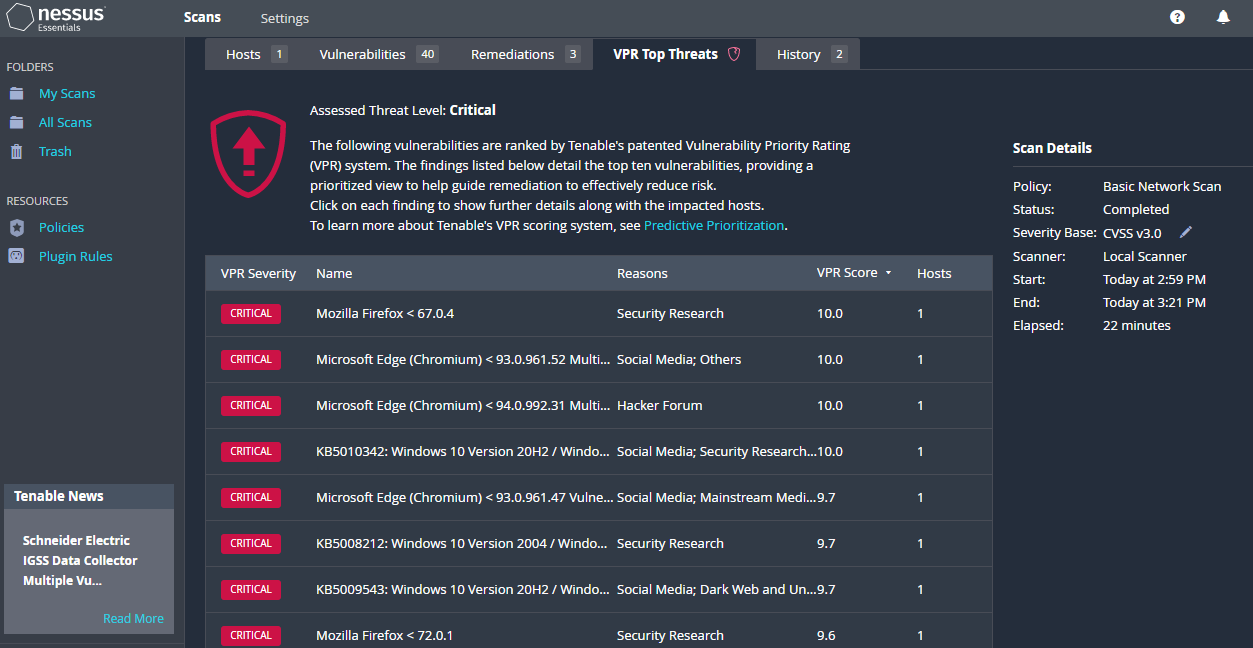 nessus
Essentials
Scans
Settings
?
FOLDERS
My Scans
All Scans
Trash
RESOURCES
Policies
Plugin Rules
Tenable News
Schneider Electric
IGSS Data Collector
Multiple Vu...
Read More
Hosts 1
Vulnerabilities 40
Remediations 3
VPR Top Threats
History 2
Assessed Threat Level: Critical
The following vulnerabilities are ranked by Tenable's patented Vulnerability Priority Rating
(VPR) system. The findings listed below detail the top ten vulnerabilities, providing a
prioritized view to help guide remediation to effectively reduce risk.
Click on each finding to show further details along with the impacted hosts.
To learn more about Tenable's VPR scoring system, see Predictive Prioritization.
VPR Severity Name Reasons VPR Score Hosts
CRITICAL Mozilla Firefox < 67.0.4 Security Research 10.0 1
CRITICAL Microsoft Edge (Chromium) < 93.0.961.52 Multi... Social Media; Others 10.0 1
CRITICAL Microsoft Edge (Chromium) < 94.0.992.31 Multi... Hacker Forum 10.0 1
CRITICAL KB5010342: Windows 10 Version 20H2 / Windo... Social Media; Security Research... 10.0 1
CRITICAL Microsoft Edge (Chromium) < 93.0.961.47 Vulne... Social Media; Mainstream Medi... 9.7 1
CRITICAL KB5008212: Windows 10 Version 2004 / Windo... Security Research 9.7 1
CRITICAL KB5009543: Windows 10 Version 20H2 / Windo... Social Media; Dark Web and Un... 9.7 1
CRITICAL Mozilla Firefox < 72.0.1 Security Research 9.6 1
Scan Details
Policy: Basic Network Scan
Status: Completed
Severity Base: CVSS v3.0
Scanner: Local Scanner
Start: Today at 2:59 PM
End: Today at 3:21 PM
Elapsed: 22 minutes